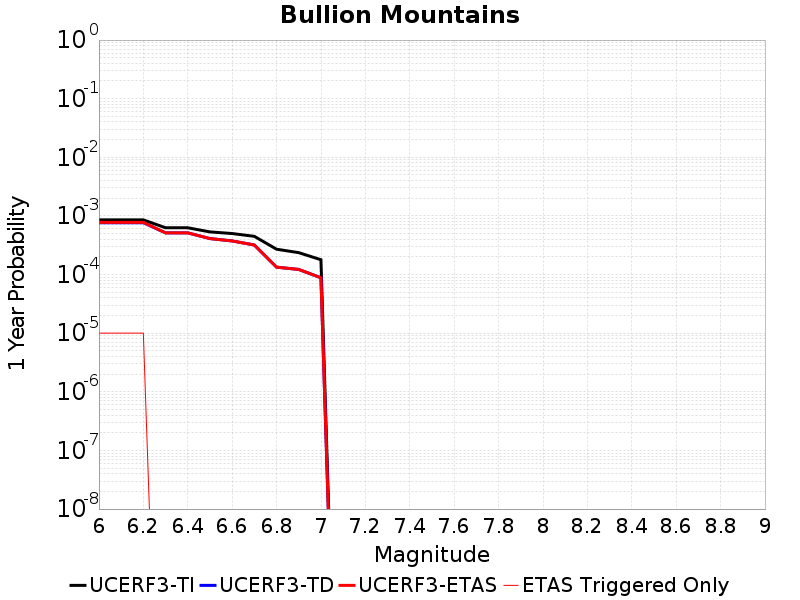 Bullion Mountains
1 Year Probability
10^0
10^-1
10^-2
10^-3
10^-4
10^-5
10^-6
10^-7
10^-8
6 6.2 6.4 6.6 6.8 7 7.2 7.4 7.6 7.8 8 8.2 8.4 8.6 8.8 9
Magnitude
UCERF3-TI UCERF3-TD UCERF3-ETAS ETAS Triggered Only